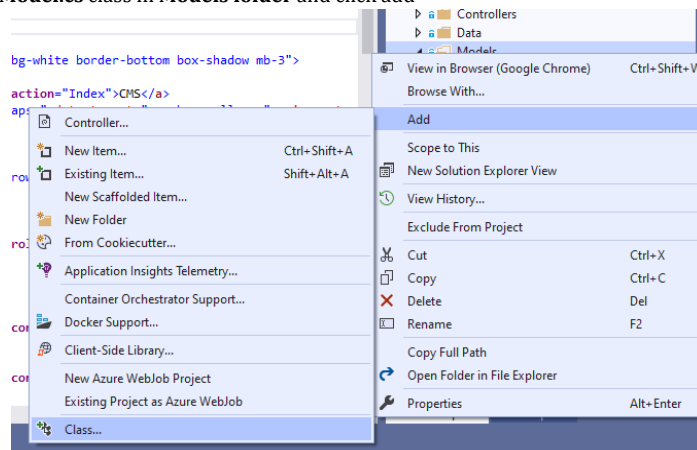 class in Models folder and click add
Controllers
Data
Models
bg-white border-bottom box-shadow mb-3">
action="Index">CMS</a>
View in Browser (Google Chrome) Ctrl+Shift+W
Browse With...
Add
Scope to This
New Solution Explorer View
View History...
Exclude From Project
Cut Ctrl+X
Copy Ctrl+C
Delete Del
Rename F2
Copy Full Path
Open Folder in File Explorer
Properties Alt+Enter
Controller...
New Item... Ctrl+Shift+A
Existing Item... Shift+Alt+A
New Scaffolded Item...
New Folder
From Cookiecutter...
Application Insights Telemetry...
Container Orchestrator Support...
Docker Support...
Client-Side Library...
New Azure WebJob Project
Existing Project as Azure WebJob
Class...